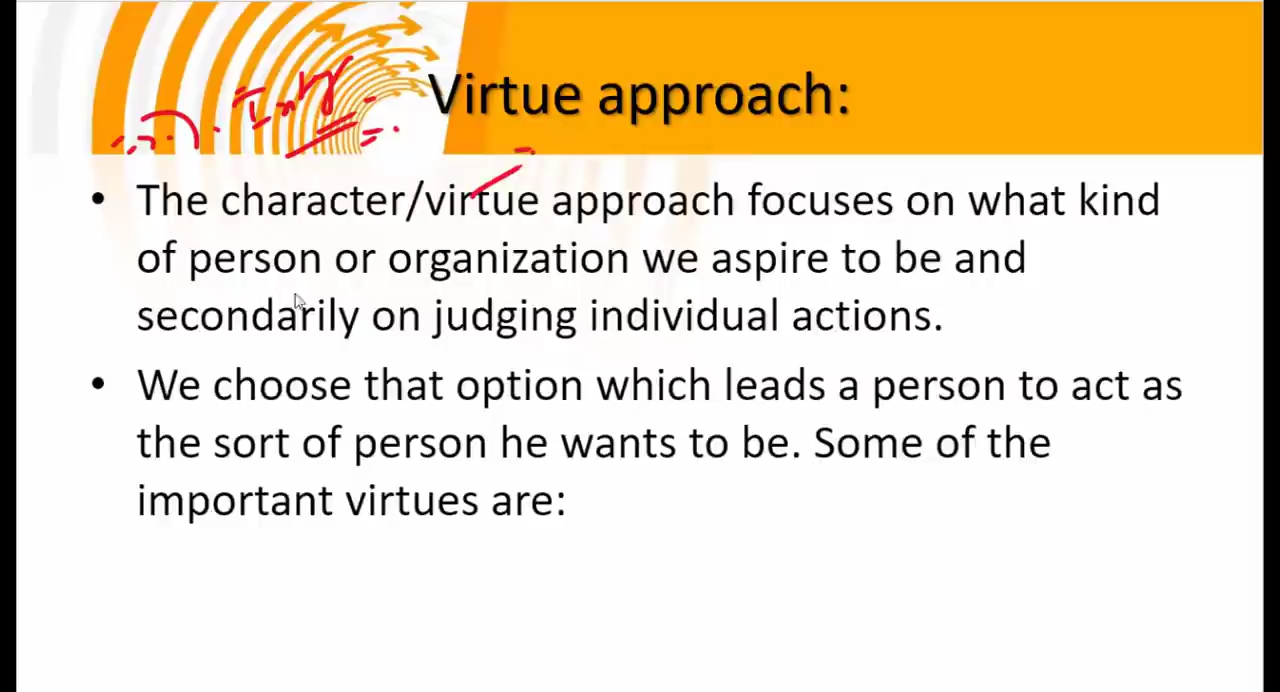 Virtue approach:
• The character/virtue approach focuses on what kind
of person or organization we aspire to be and
secondarily on judging individual actions.
• We choose that option which leads a person to act as
the sort of person he wants to be. Some of the
important virtues are: